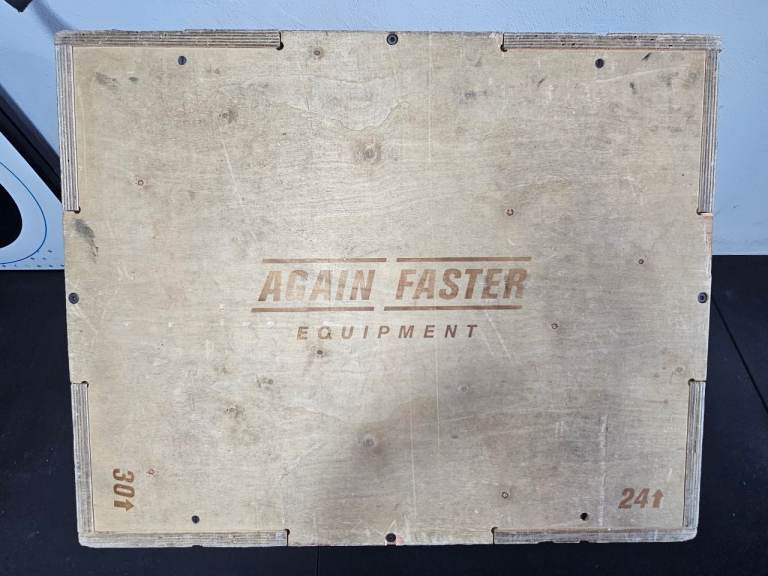 AGAIN FASTER
EQUIPMENT
30↑
24↑